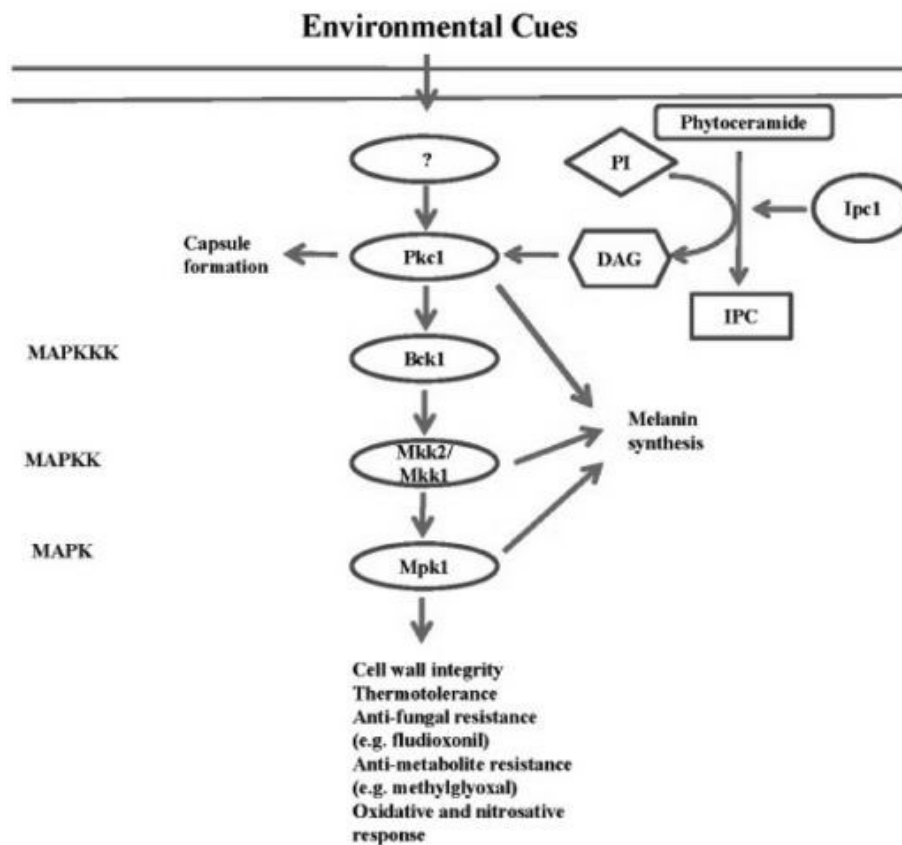 Environmental Cues
Phytoceramide
?
PI
Ipc1
Capsule
formation
Pkc1
DAG
IPC
MAPKKK
Bck1
Melanin
synthesis
MAPKK
Mkk2/
Mkk1
MAPK
Mpk1
Cell wall integrity
Thermotolerance
Anti-fungal resistance
(e.g. fludioxonil)
Anti-metabolite resistance
(e.g. methylglyoxal)
Oxidative and nitrosative
response